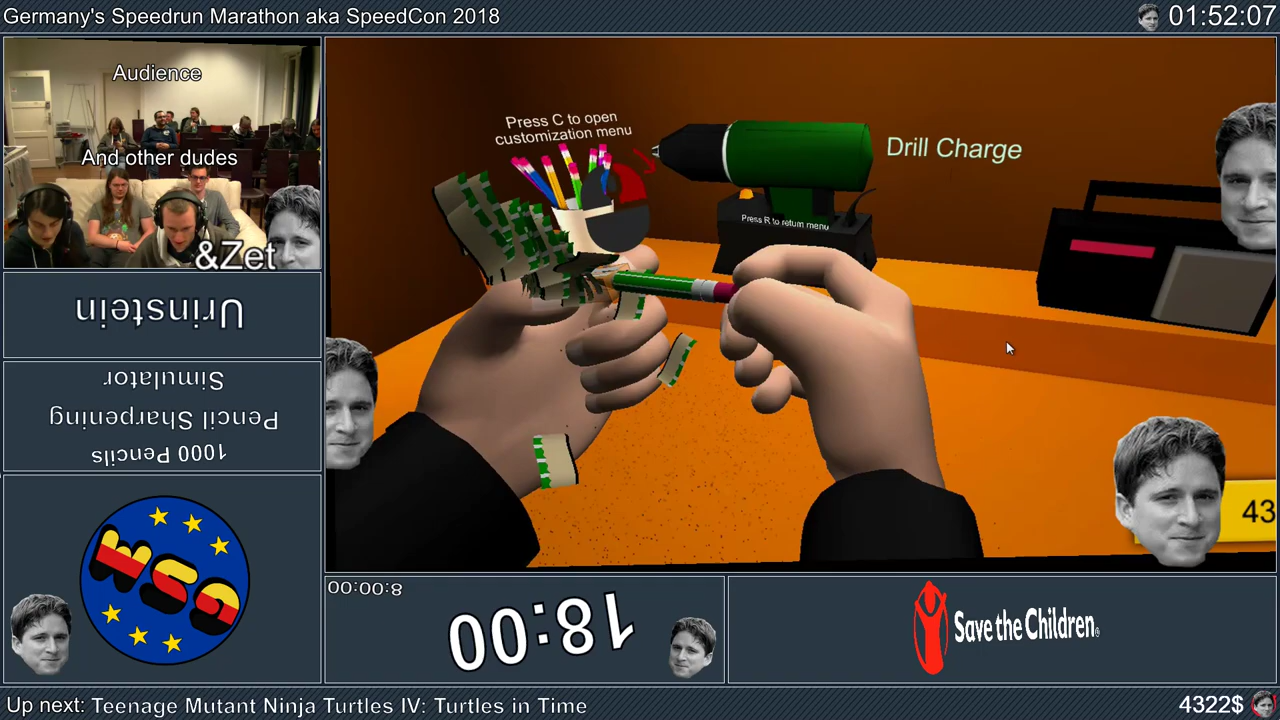 Germany's Speedrun Marathon aka SpeedCon 2018
01:52:07
Audience
And other dudes
&Zet
Urinstein
1000 Pencils
Pencil Sharpening
Simulator
WSG
Press C to open
customization menu
Drill Charge
Press R to return menu
43
8:00:00
18:00
Save the Children®
Up next: Teenage Mutant Ninja Turtles IV: Turtles in Time
4322$